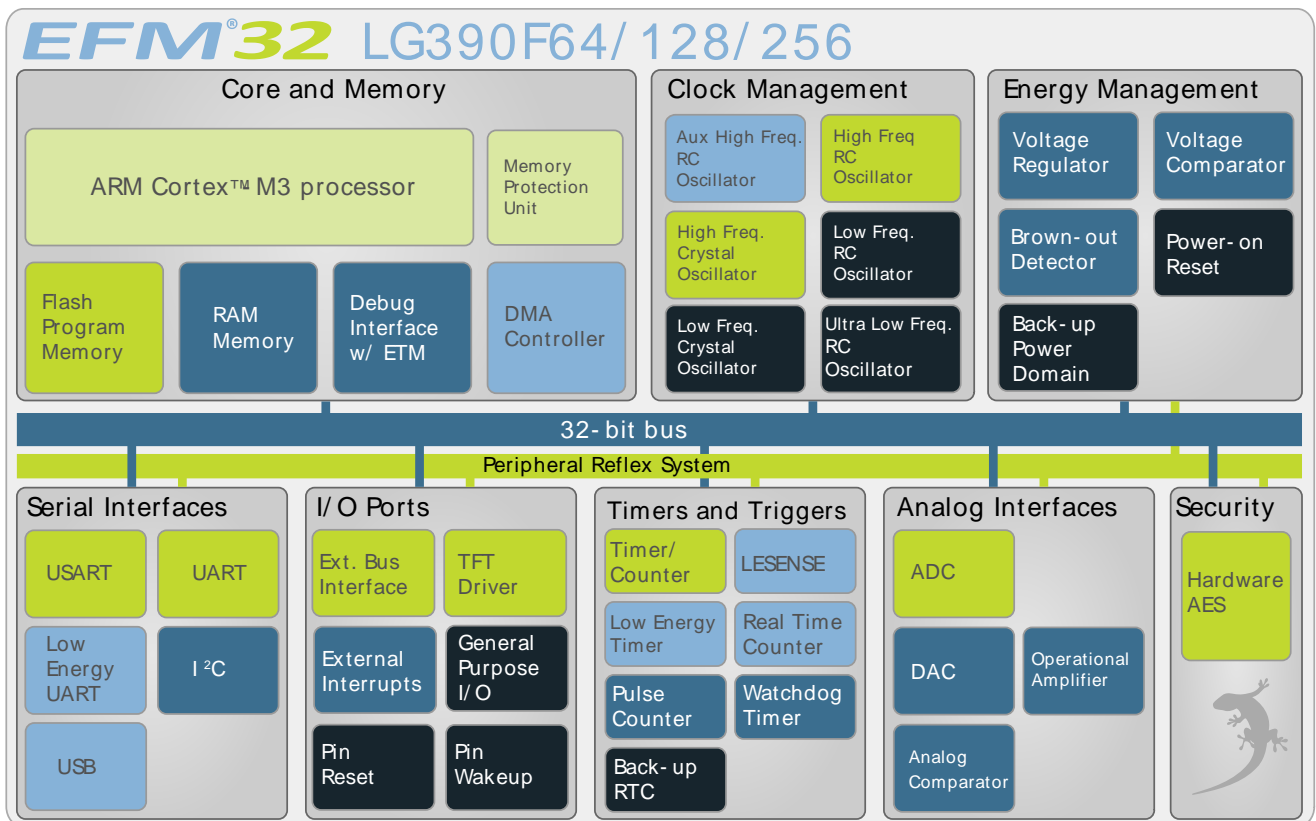 EFM®32 LG390F64/128/256
Core and Memory
ARM Cortex™ M3 processor
Memory
Protection
Unit
Flash
Program
Memory
RAM
Memory
Debug
Interface
w/ ETM
DMA
Controller
Clock Management
Aux High Freq.
RC
Oscillator
High Freq
RC
Oscillator
High Freq.
Crystal
Oscillator
Low Freq.
RC
Oscillator
Low Freq.
Crystal
Oscillator
Ultra Low Freq.
RC
Oscillator
Energy Management
Voltage
Regulator
Voltage
Comparator
Brown-out
Detector
Power-on
Reset
Back-up
Power
Domain
32-bit bus
Peripheral Reflex System
Serial Interfaces
USART
UART
Low
Energy
UART
I²C
USB
I/O Ports
Ext. Bus
Interface
TFT
Driver
External
Interrupts
General
Purpose
I/O
Pin
Reset
Pin
Wakeup
Timers and Triggers
Timer/
Counter
LESENSE
Low Energy
Timer
Real Time
Counter
Pulse
Counter
Watchdog
Timer
Back-up
RTC
Analog Interfaces
ADC
DAC
Operational
Amplifier
Analog
Comparator
Security
Hardware
AES